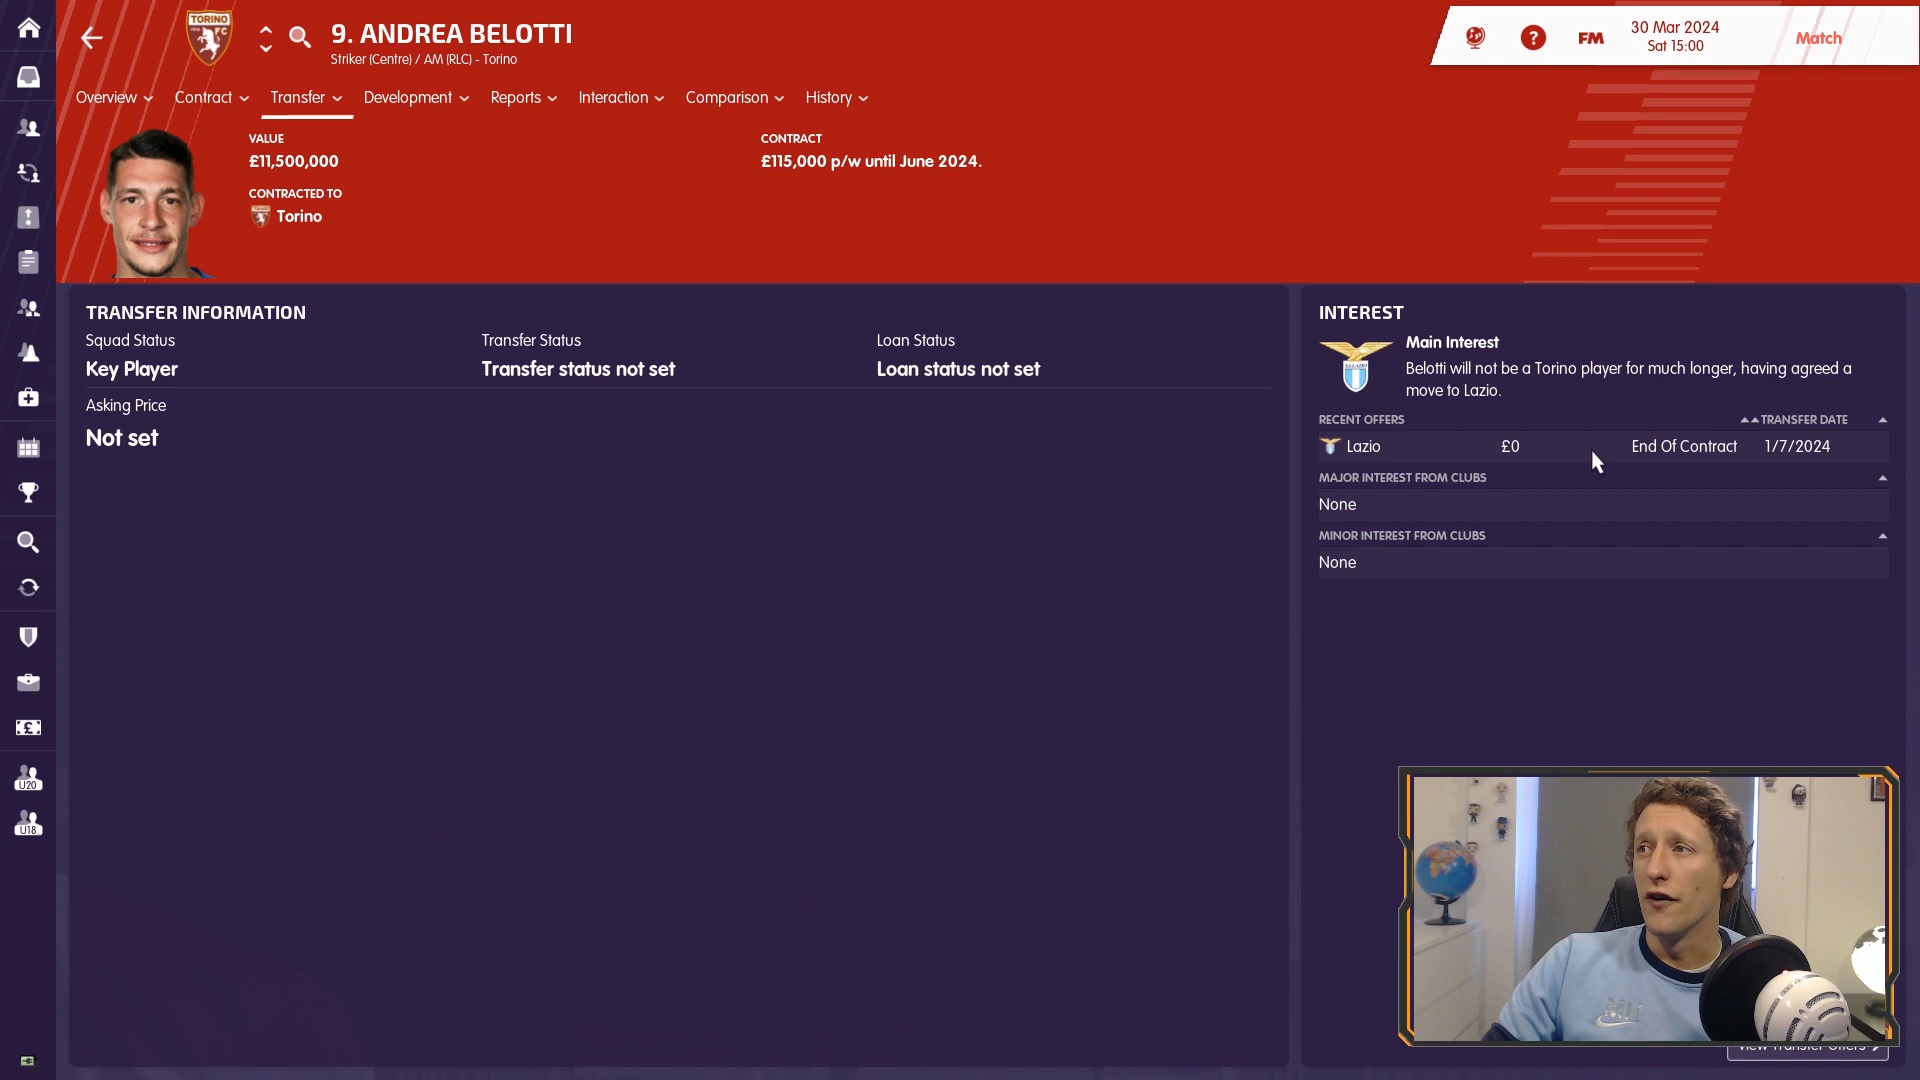 TORINO
FC
9. ANDREA BELOTTI
Striker (Centre) / AM (RLC) - Torino
FM
30 Mar 2024
Sat 15:00
Match
Overview
Contract
Transfer
Development
Reports
Interaction
Comparison
History
VALUE
£11,500,000
CONTRACTED TO
Torino
CONTRACT
£115,000 p/w until June 2024.
TRANSFER INFORMATION
Squad Status
Key Player
Transfer Status
Transfer status not set
Loan Status
Loan status not set
Asking Price
Not set
INTEREST
Main Interest
Belotti will not be a Torino player for much longer, having agreed a
move to Lazio.
RECENT OFFERS
TRANSFER DATE
Lazio £0 End Of Contract 1/7/2024
MAJOR INTEREST FROM CLUBS
None
MINOR INTEREST FROM CLUBS
None
View Transfer Offers
U20
U18